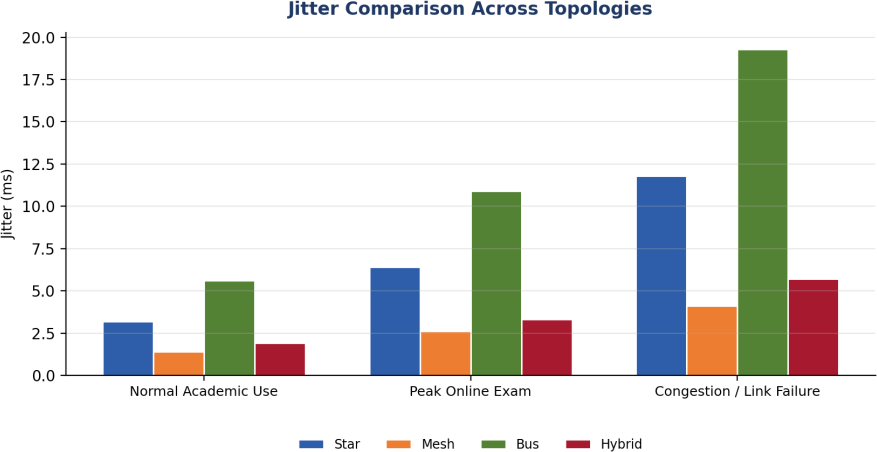 Jitter Comparison Across Topologies
20.0
17.5
15.0
12.5
10.0
7.5
5.0
2.5
0.0
Jitter (ms)
Normal Academic Use
Peak Online Exam
Congestion / Link Failure
Star
Mesh
Bus
Hybrid